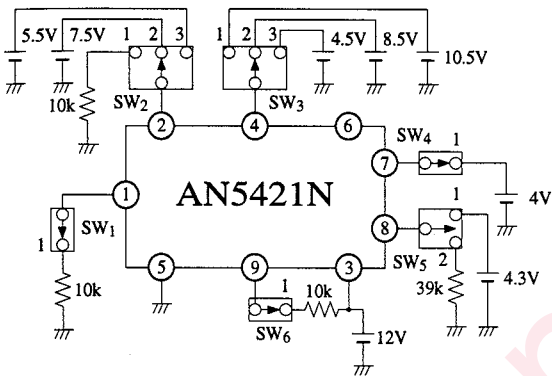 5.5V 7.5V 1 2 3 1 2 3 4.5V 8.5V 10.5V
10k SW2 SW3
2 4 6 SW4 1
7
1 AN5421N 4V
8 1
1 SW1 SW5 2
5 9 3 4.3V
10k 1 10k 39k
SW6 12V